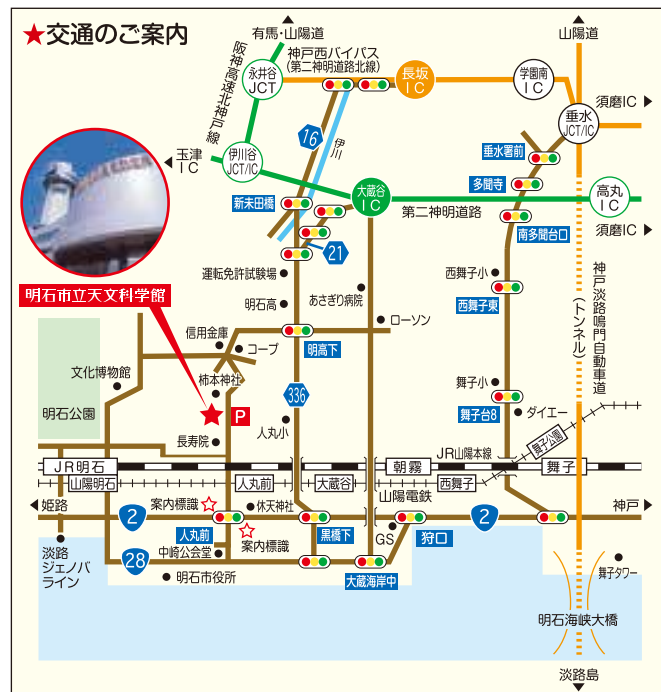 ★交通のご案内
有馬・山陽道
山陽道
阪神高速北神戸線
神戸西バイパス
(第二神明道路北線)
永井谷
JCT
長坂
IC
学園南
IC
須磨IC
垂水
JCT/IC
16
伊川
垂水署前
玉津
IC
伊川谷
JCT/IC
多聞寺
大蔵谷
IC
高丸
IC
新未田橋
第二神明道路
南多聞台口
須磨IC
21
運転免許試験場
西舞子小
神戸淡路鳴門自動車道
(トンネル)
明石市立天文科学館
あさぎり病院
明石高
西舞子東
ローソン
信用金庫
コープ
明高下
文化博物館
柿本神社
336
舞子小
明石公園
P
舞子台8
ダイエー
長寿院
人丸小
舞子公園
JR山陽本線
JR明石
朝霧
舞子
山陽明石
人丸前
大蔵谷
西舞子
山陽電鉄
案内標識
休天神社
姫路
2
2
神戸
人丸前
案内標識
黒橋下
GS
狩口
淡路
ジェノバ
ライン
28
中崎公会堂
明石市役所
大蔵海岸中
舞子タワー
明石海峡大橋
淡路島